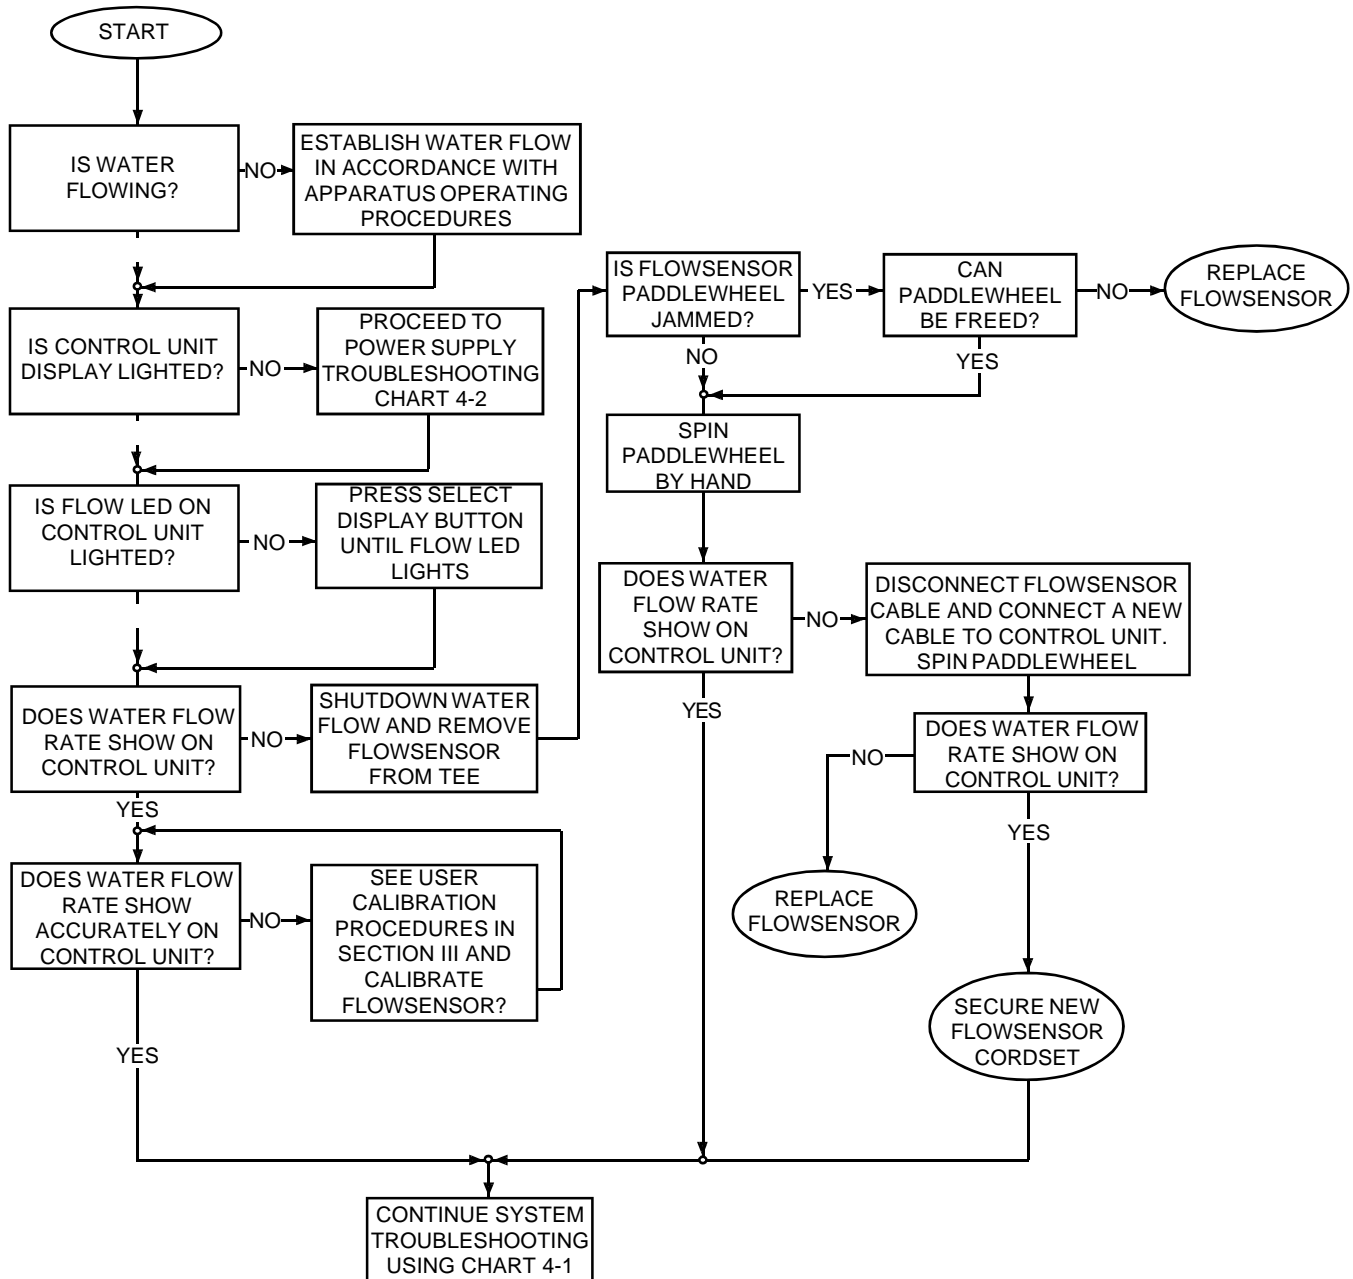 START
IS WATER
FLOWING?
NO
ESTABLISH WATER FLOW
IN ACCORDANCE WITH
APPARATUS OPERATING
PROCEDURES
IS CONTROL UNIT
DISPLAY LIGHTED?
NO
PROCEED TO
POWER SUPPLY
TROUBLESHOOTING
CHART 4-2
IS FLOW LED ON
CONTROL UNIT
LIGHTED?
NO
PRESS SELECT
DISPLAY BUTTON
UNTIL FLOW LED
LIGHTS
DOES WATER FLOW
RATE SHOW ON
CONTROL UNIT?
NO
SHUTDOWN WATER
FLOW AND REMOVE
FLOWSENSOR
FROM TEE
YES
DOES WATER FLOW
RATE SHOW
ACCURATELY ON
CONTROL UNIT?
NO
SEE USER
CALIBRATION
PROCEDURES IN
SECTION III AND
CALIBRATE
FLOWSENSOR?
YES
IS FLOWSENSOR
PADDLEWHEEL
JAMMED?
YES
CAN
PADDLEWHEEL
BE FREED?
NO
REPLACE
FLOWSENSOR
NO
YES
SPIN
PADDLEWHEEL
BY HAND
DOES WATER
FLOW RATE
SHOW ON
CONTROL UNIT?
NO
DISCONNECT FLOWSENSOR
CABLE AND CONNECT A NEW
CABLE TO CONTROL UNIT.
SPIN PADDLEWHEEL
YES
DOES WATER FLOW
RATE SHOW ON
CONTROL UNIT?
NO
YES
REPLACE
FLOWSENSOR
SECURE NEW
FLOWSENSOR
CORDSET
CONTINUE SYSTEM
TROUBLESHOOTING
USING CHART 4-1